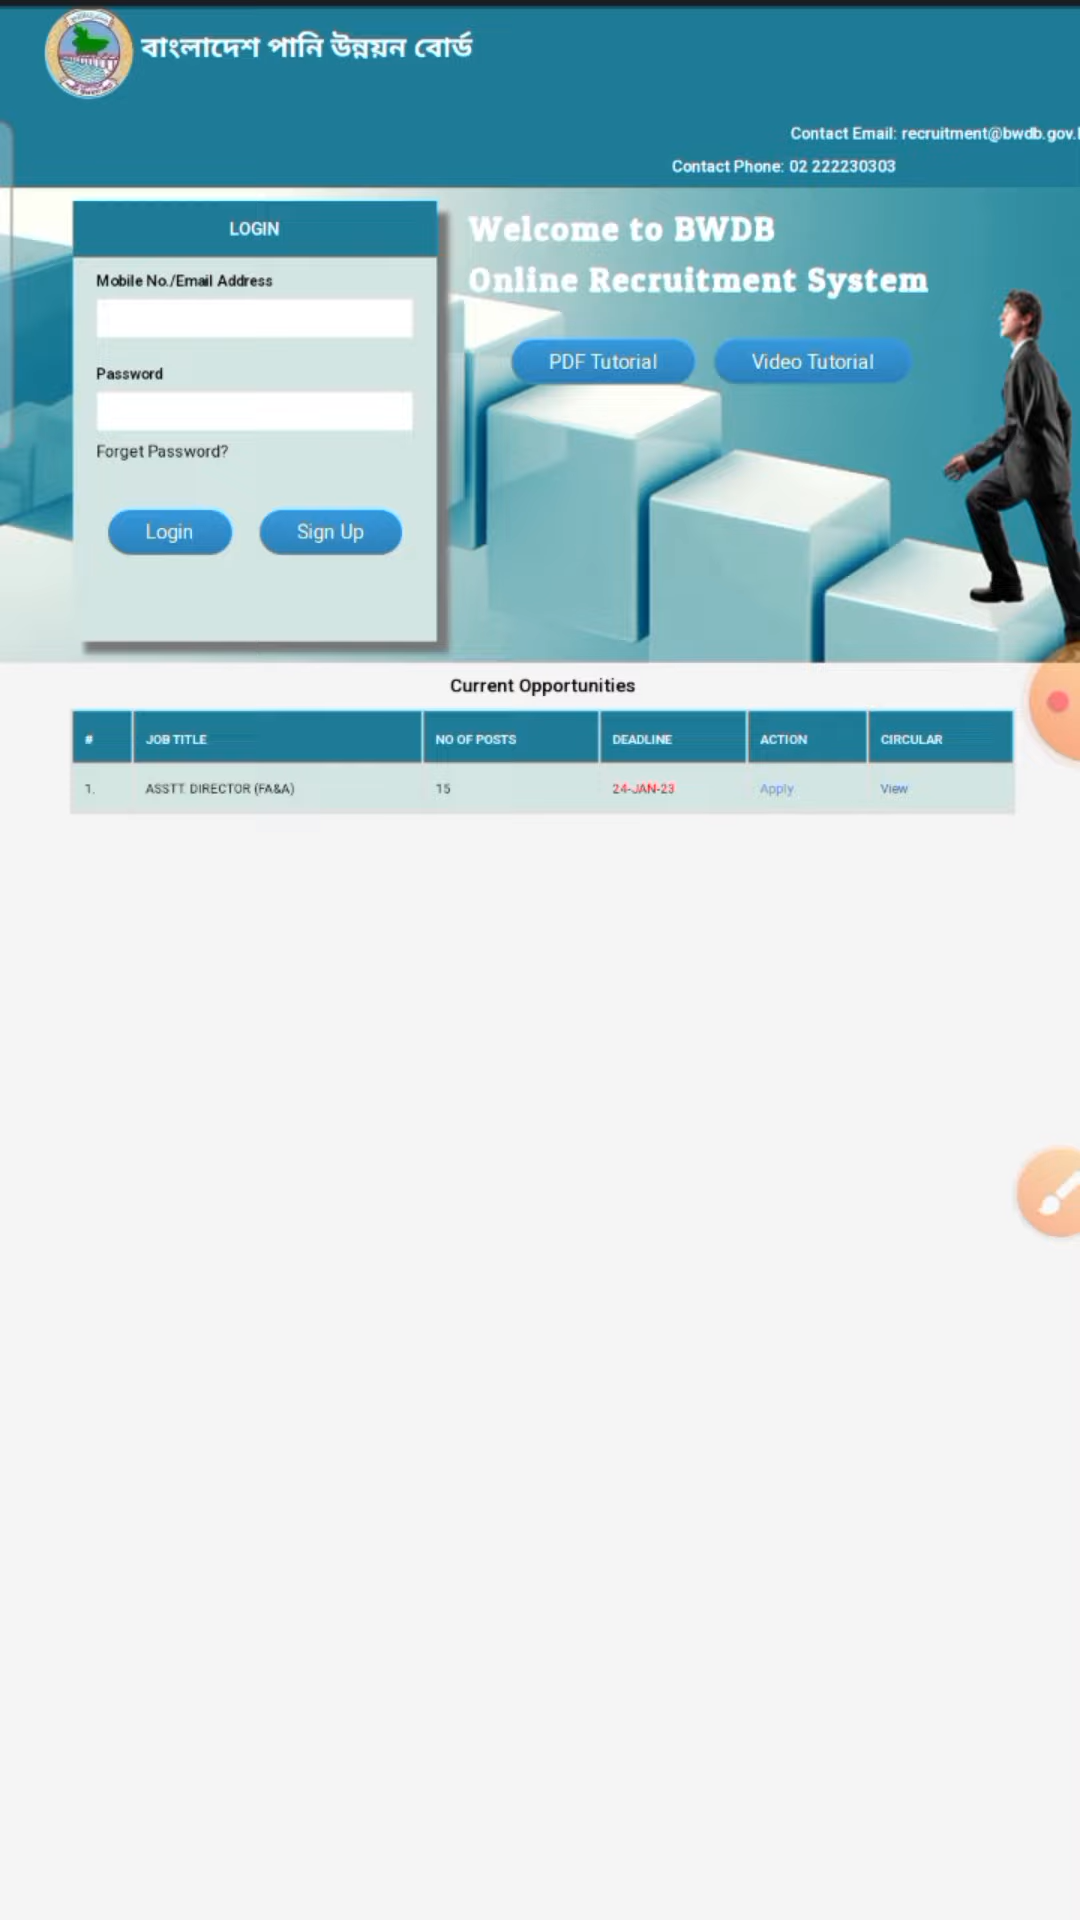 বাংলাদেশ পানি উন্নয়ন বোর্ড
Contact Email: recruitment@bwdb.gov.
Contact Phone: 02 222230303
LOGIN
Mobile No./Email Address
Password
Forget Password?
Login Sign Up
Welcome to BWDB
Online Recruitment System
PDF Tutorial Video Tutorial
Current Opportunities
# JOB TITLE NO OF POSTS DEADLINE ACTION CIRCULAR
1. ASSTT. DIRECTOR (FA&A) 15 24-JAN-23 Apply View